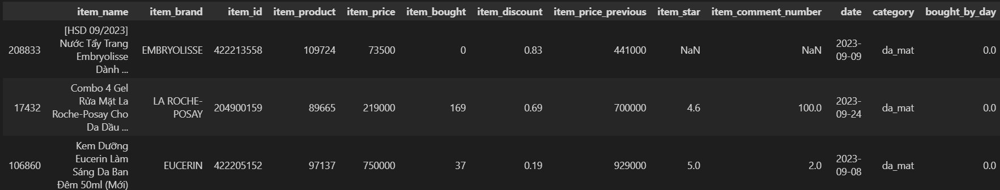 item_name item_brand item_id item_product item_price item_bought item_discount item_price_previous item_star item_comment_number date category bought_by_day
[HSD 09/2023]
Nước Tẩy Trang
Embryolisse
Dành ...
208833 EMBRYOLISSE 422213558 109724 73500 0 0.83 441000 NaN NaN 2023-
09-09 da_mat 0.0
Combo 4 Gel
Rửa Mặt La
Roche-Posay Cho
Da Dầu ...
17432 LA ROCHE-
POSAY 204900159 89665 219000 169 0.69 700000 4.6 100.0 2023-
09-24 da_mat 0.0
Kem Dưỡng
Eucerin Làm
Sáng Da Ban
Đêm 50ml (Mới)
106860 EUCERIN 422205152 97137 750000 37 0.19 929000 5.0 2.0 2023-
09-08 da_mat 0.0